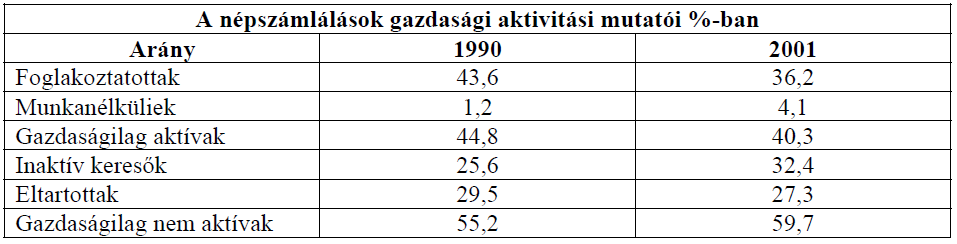 A népszámlálások gazdasági aktivitási mutatói %-ban
Arány 1990 2001
Foglakoztatottak 43,6 36,2
Munkanélküliek 1,2 4,1
Gazdaságilag aktívak 44,8 40,3
Inaktív keresők 25,6 32,4
Eltartottak 29,5 27,3
Gazdaságilag nem aktívak 55,2 59,7